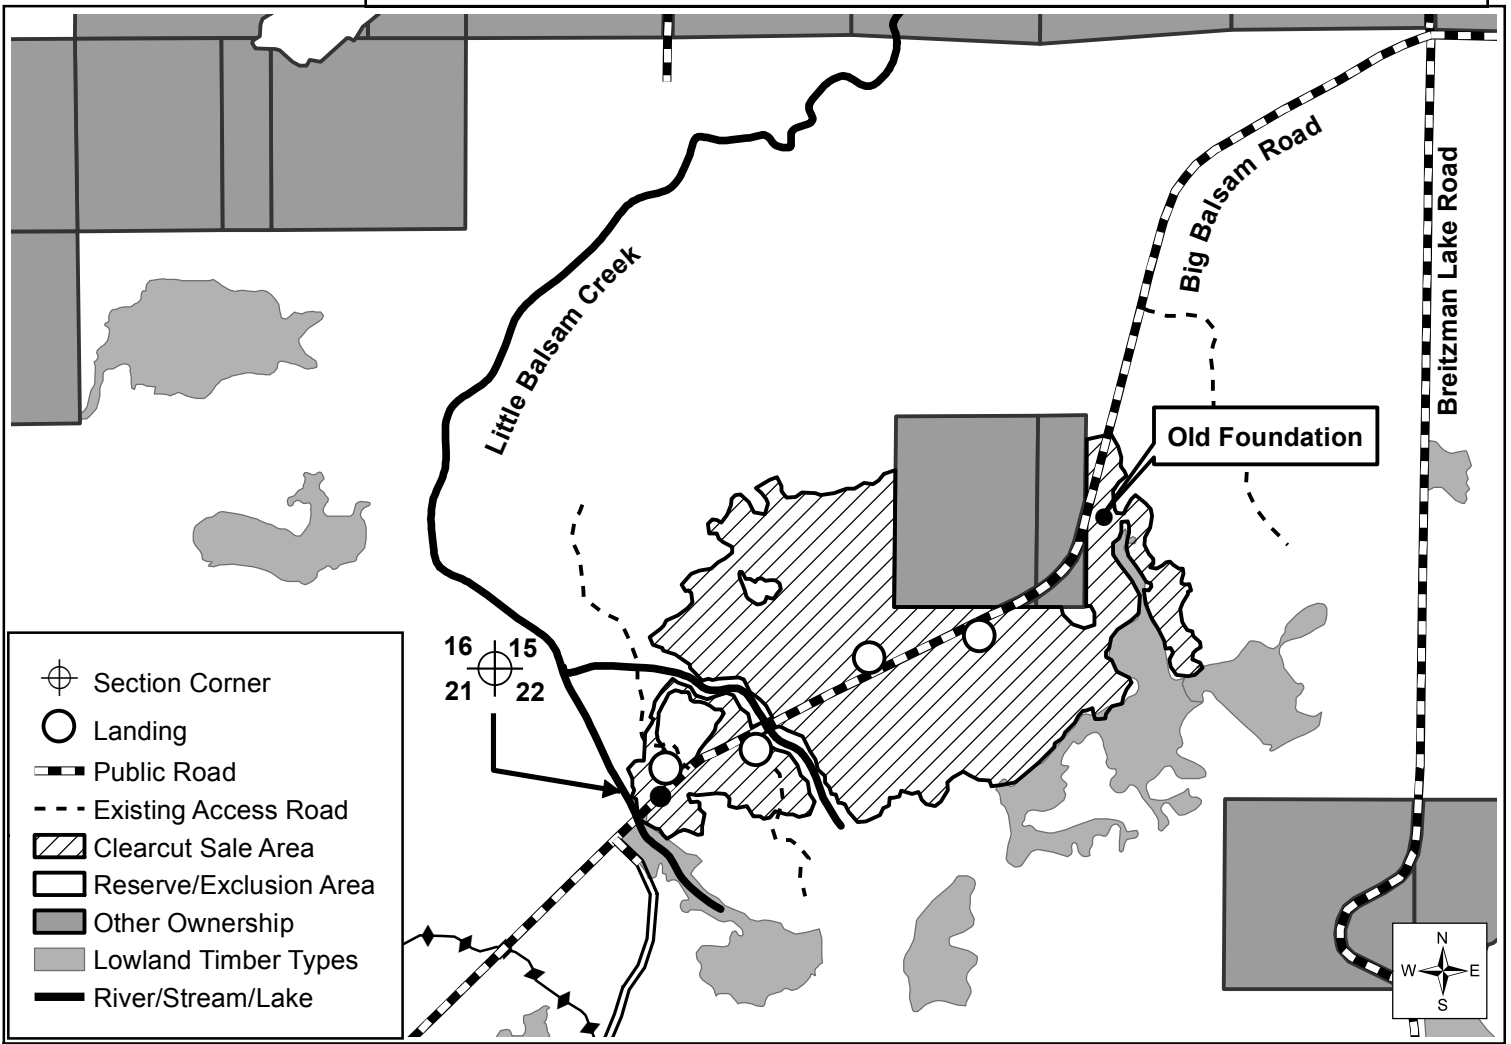 Big Balsam Road
Breitzman Lake Road
Little Balsam Creek
Old Foundation
16 15
21 22
Section Corner
Landing
Public Road
Existing Access Road
Clearcut Sale Area
Reserve/Exclusion Area
Other Ownership
Lowland Timber Types
River/Stream/Lake
N
W E
S